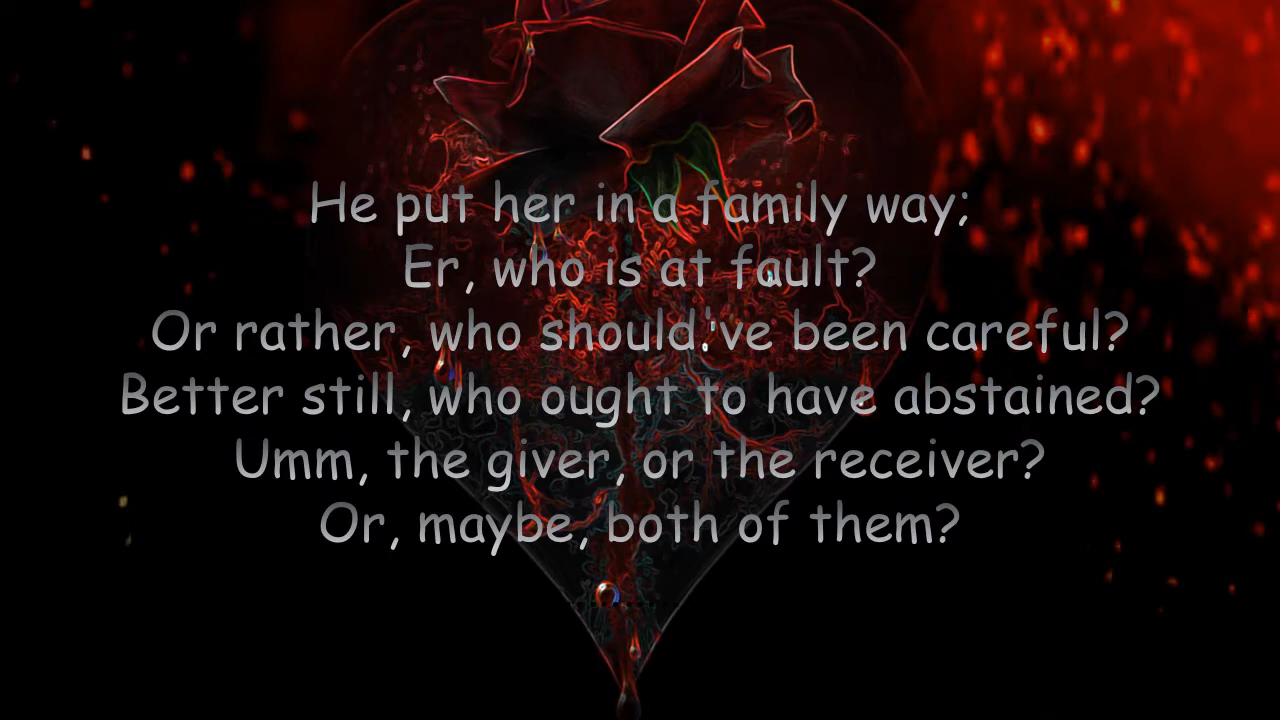 He put her in a family way;
Er, who is at fault?
Or rather, who should've been careful?
Better still, who ought to have abstained?
Umm, the giver, or the receiver?
Or, maybe, both of them?